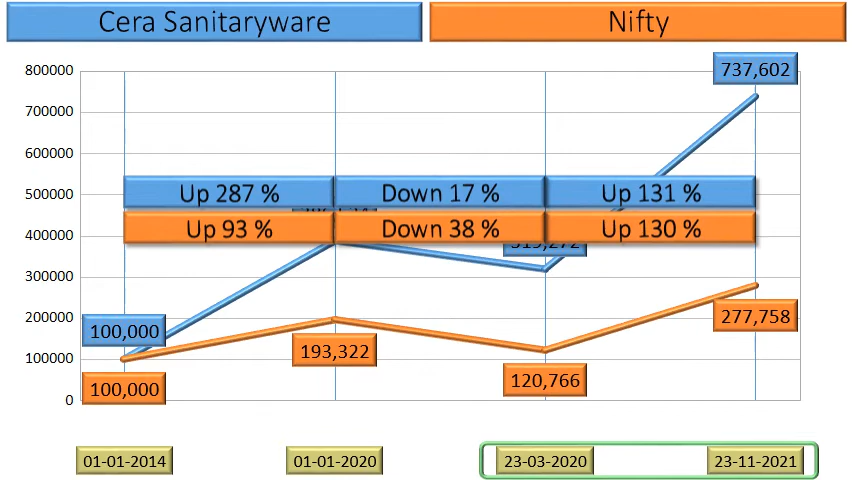 Cera Sanitaryware
Nifty
800000
737,602
700000
600000
500000
Up 287 %
Down 17 %
Up 131 %
Up 93 %
Down 38 %
Up 130 %
400000
300000
277,758
200000
193,322
120,766
100,000
100000
100,000
0
01-01-2014
01-01-2020
23-03-2020
23-11-2021